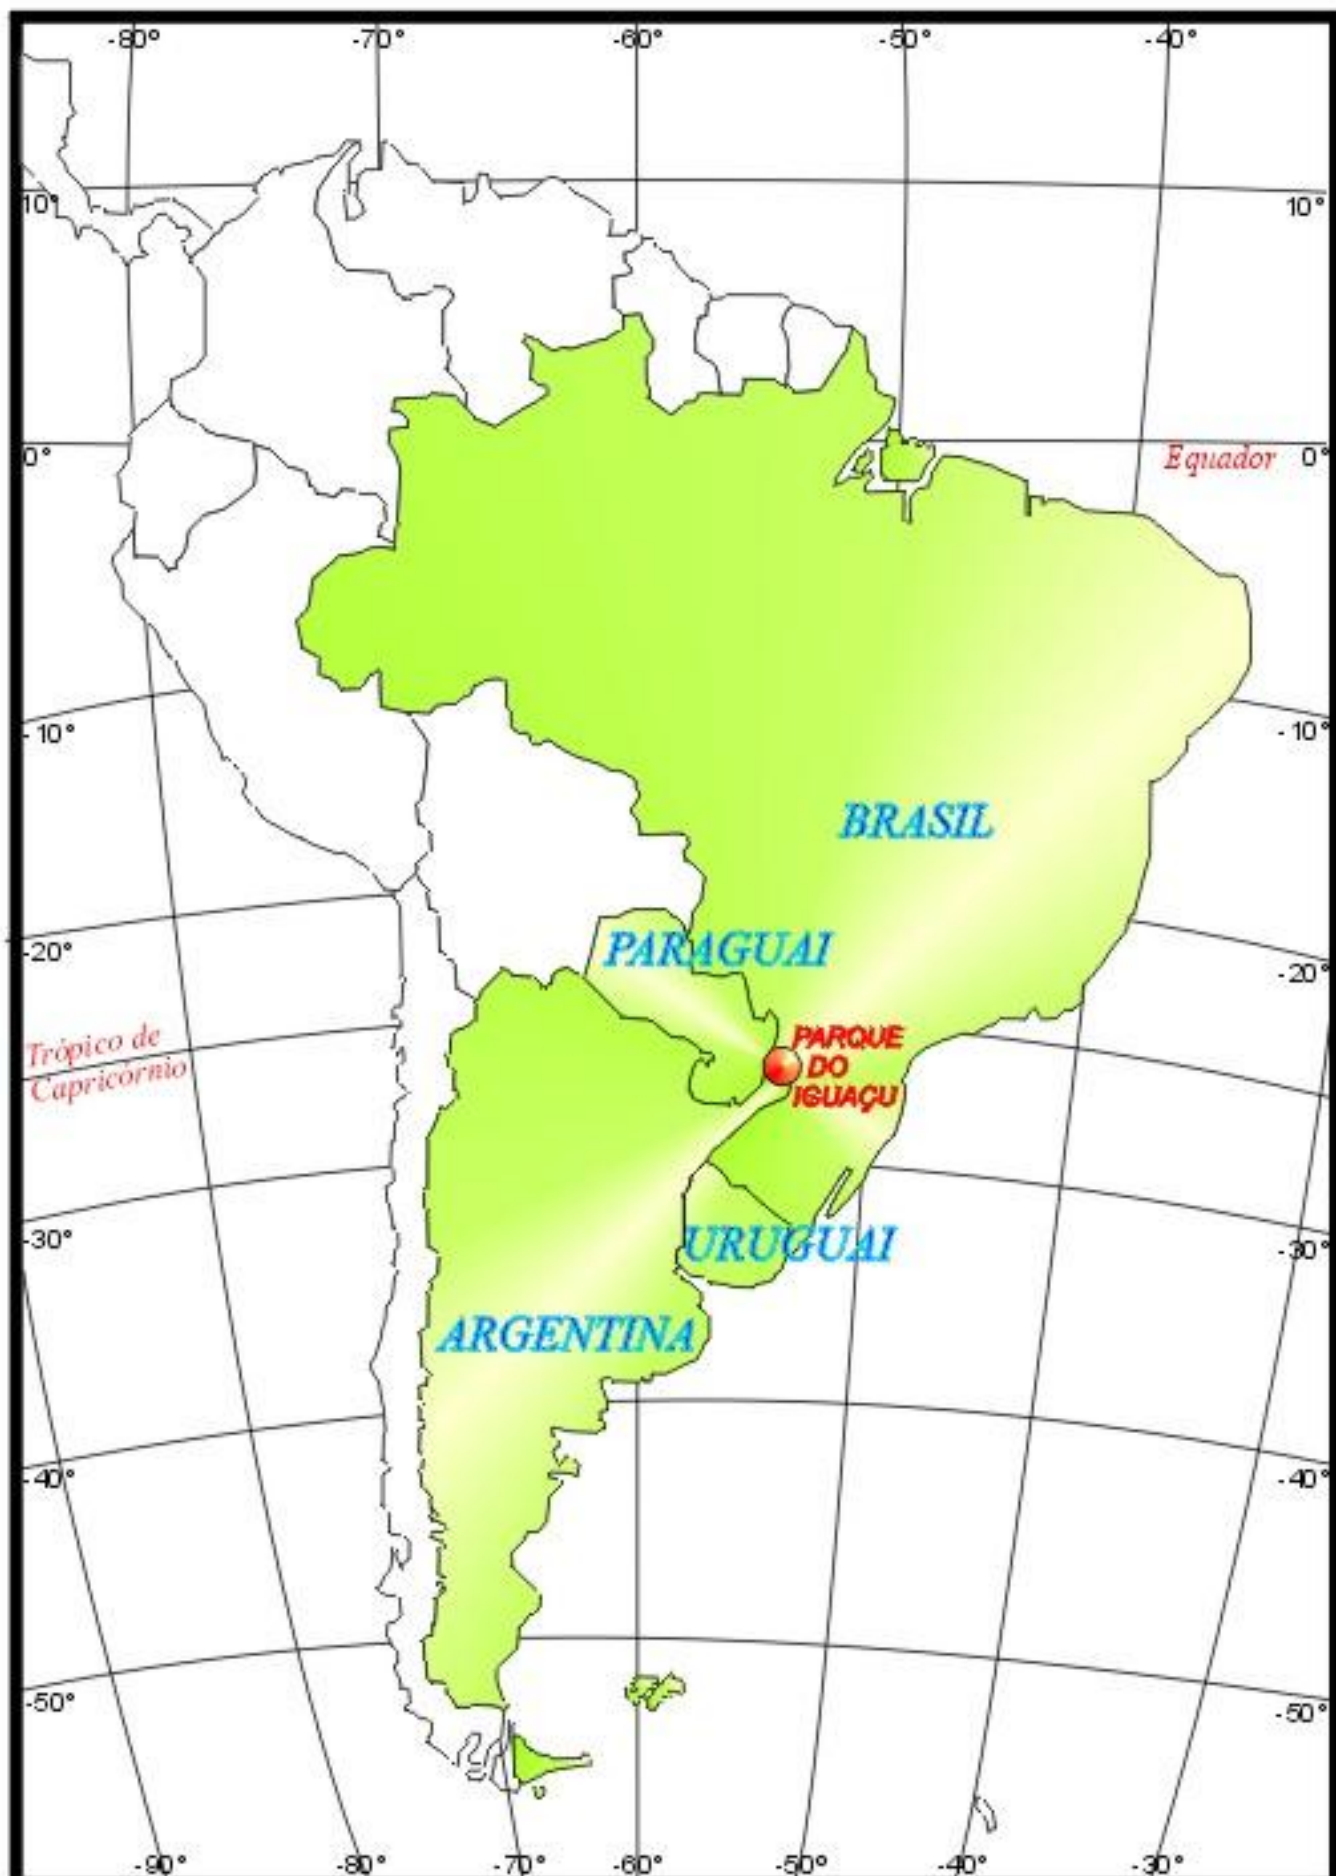 -80° -70° -60° -50° -40°
10° 10°
Equador
0° 0°
-10° -10°
BRASIL
PARAGUAI
-20° -20°
PARQUE
DO
IGUAÇU
Trópico de
Capricórnio
URUGUAI
-30° -30°
ARGENTINA
-40° -40°
-50° -50°
-90° -80° -70° -60° -50° -40° -30°